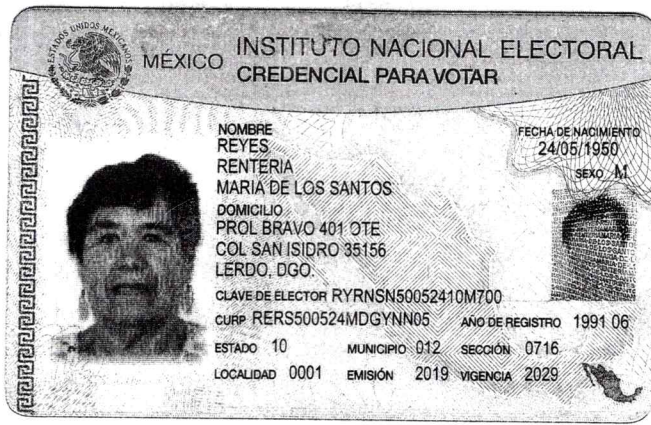 ESTADOS UNIDOS MEXICANOS
MÉXICO INSTITUTO NACIONAL ELECTORAL
CREDENCIAL PARA VOTAR
NOMBRE
REYES
RENTERIA
MARIA DE LOS SANTOS
FECHA DE NACIMIENTO
24/05/1950
SEXO M
DOMICILIO
PROL BRAVO 401 OTE
COL SAN ISIDRO 35156
LERDO, DGO.
CLAVE DE ELECTOR RYRNSN50052410M700
CURP RERS500524MDGYNN05 AÑO DE REGISTRO 1991 06
ESTADO 10 MUNICIPIO 012 SECCIÓN 0716
LOCALIDAD 0001 EMISIÓN 2019 VIGENCIA 2029